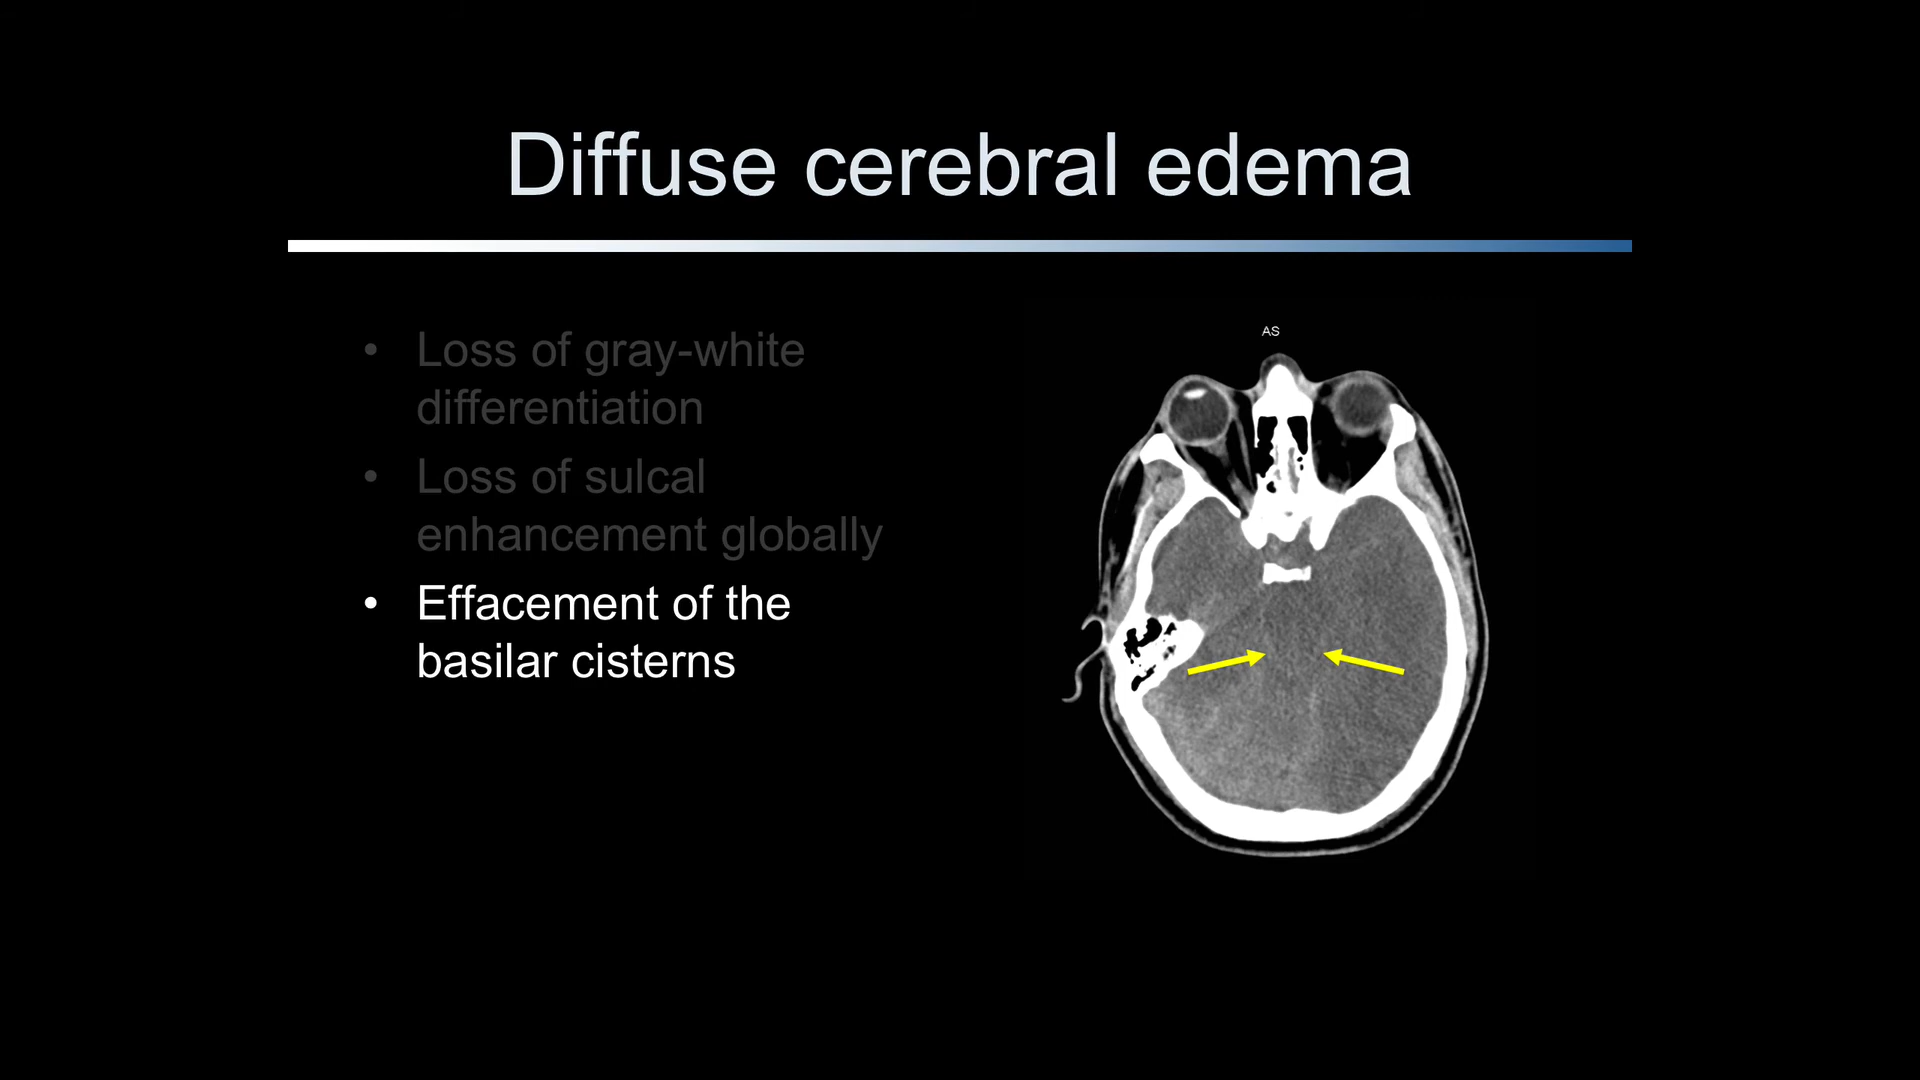 Diffuse cerebral edema
• Loss of gray-white
differentiation
• Loss of sulcal
enhancement globally
• Effacement of the
basilar cisterns
AS